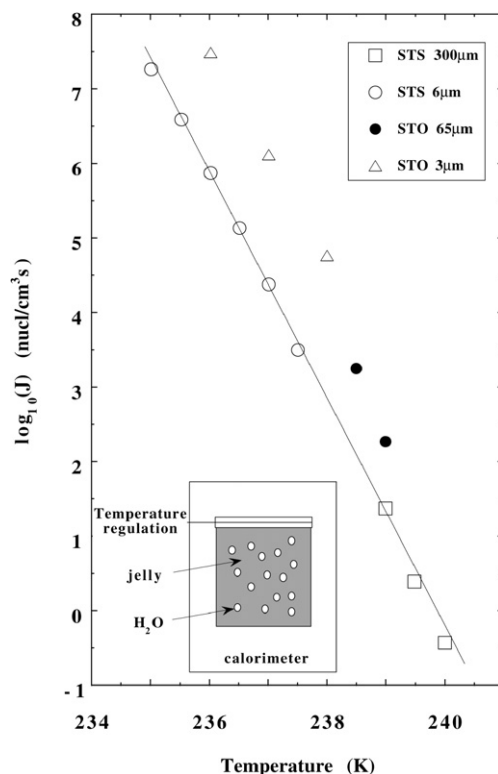 8
7
6
5
4
3
2
1
0
-1
log10(J) (nucl/cm3s)
STS 300μm
STS 6μm
STO 65μm
STO 3μm
Temperature
regulation
jelly
H2O
calorimeter
234 236 238 240
Temperature (K)